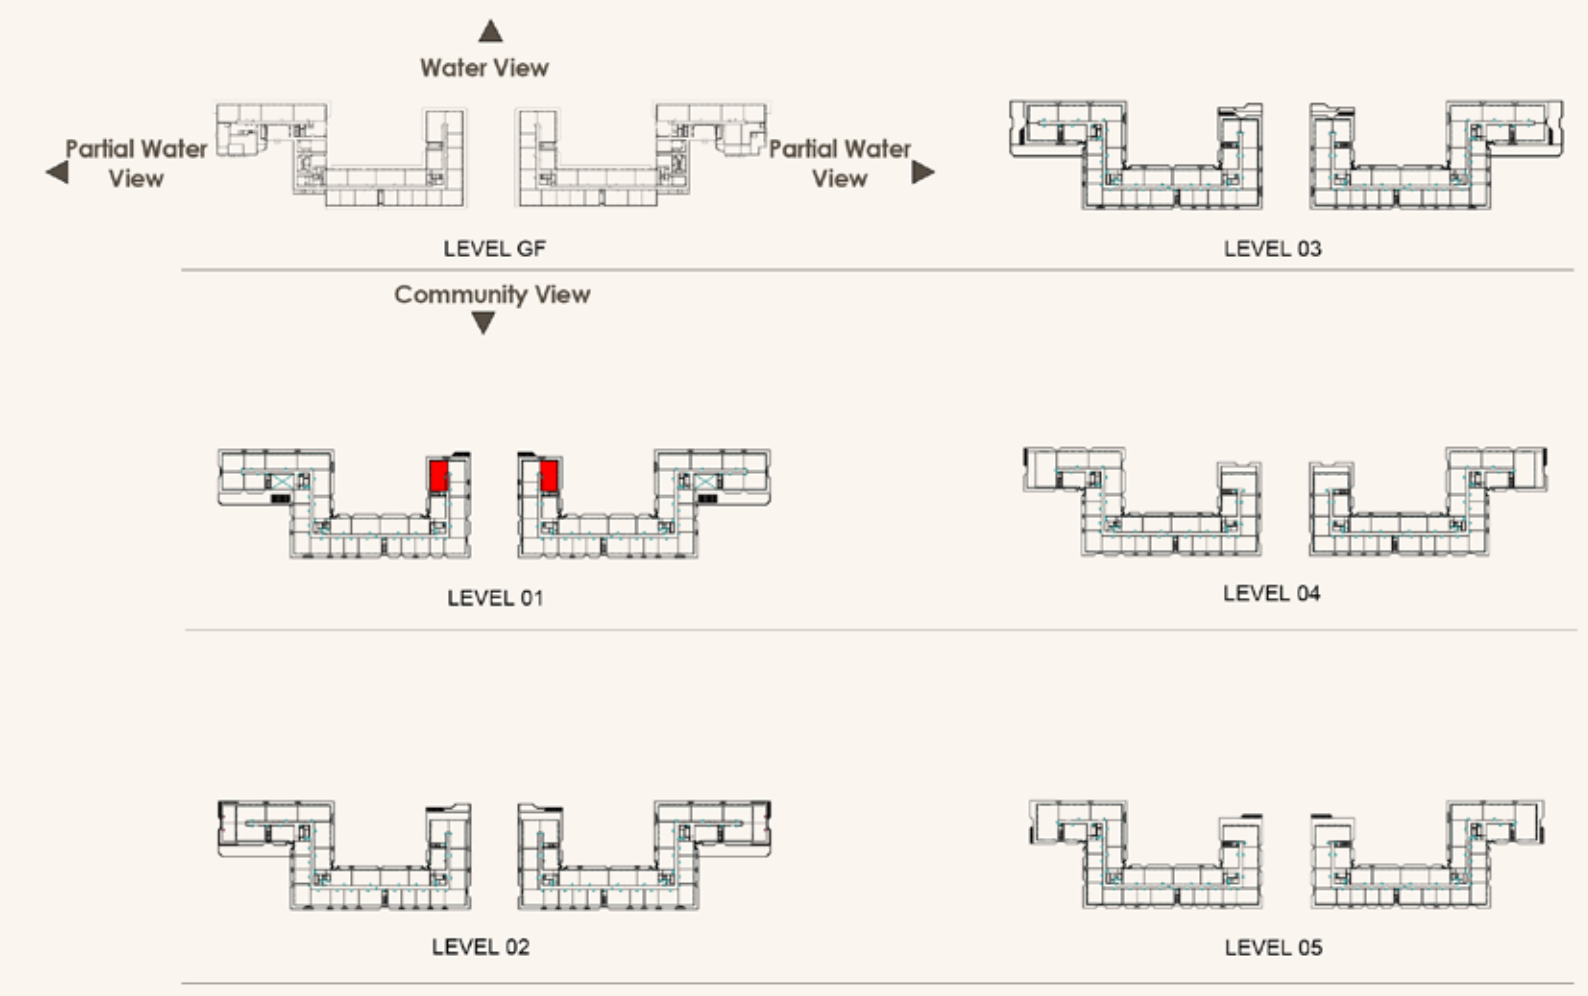 Water View
Partial Water
View
Partial Water
View
LEVEL GF
LEVEL 03
Community View
LEVEL 01
LEVEL 04
LEVEL 02
LEVEL 05